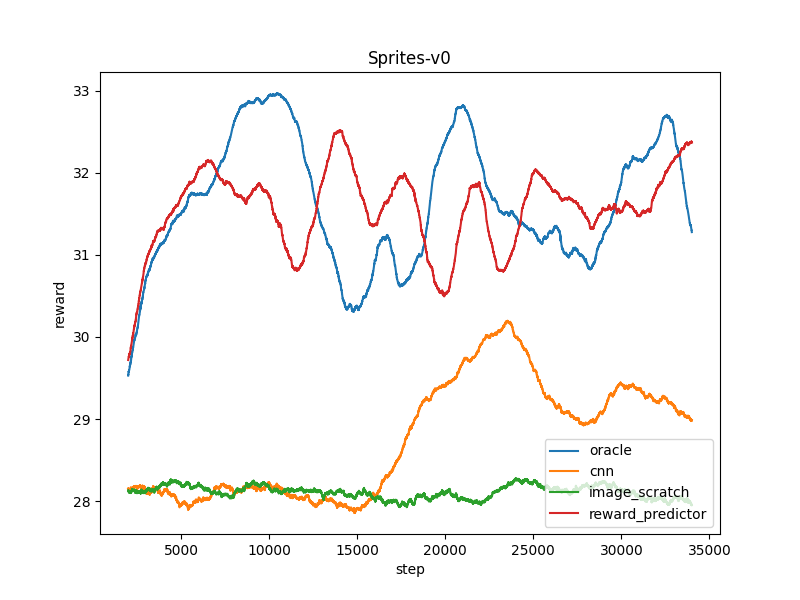 Sprites-v0
33
32
31
30
29
28
reward
5000 10000 15000 20000 25000 30000 35000
step
oracle
cnn
image_scratch
reward_predictor